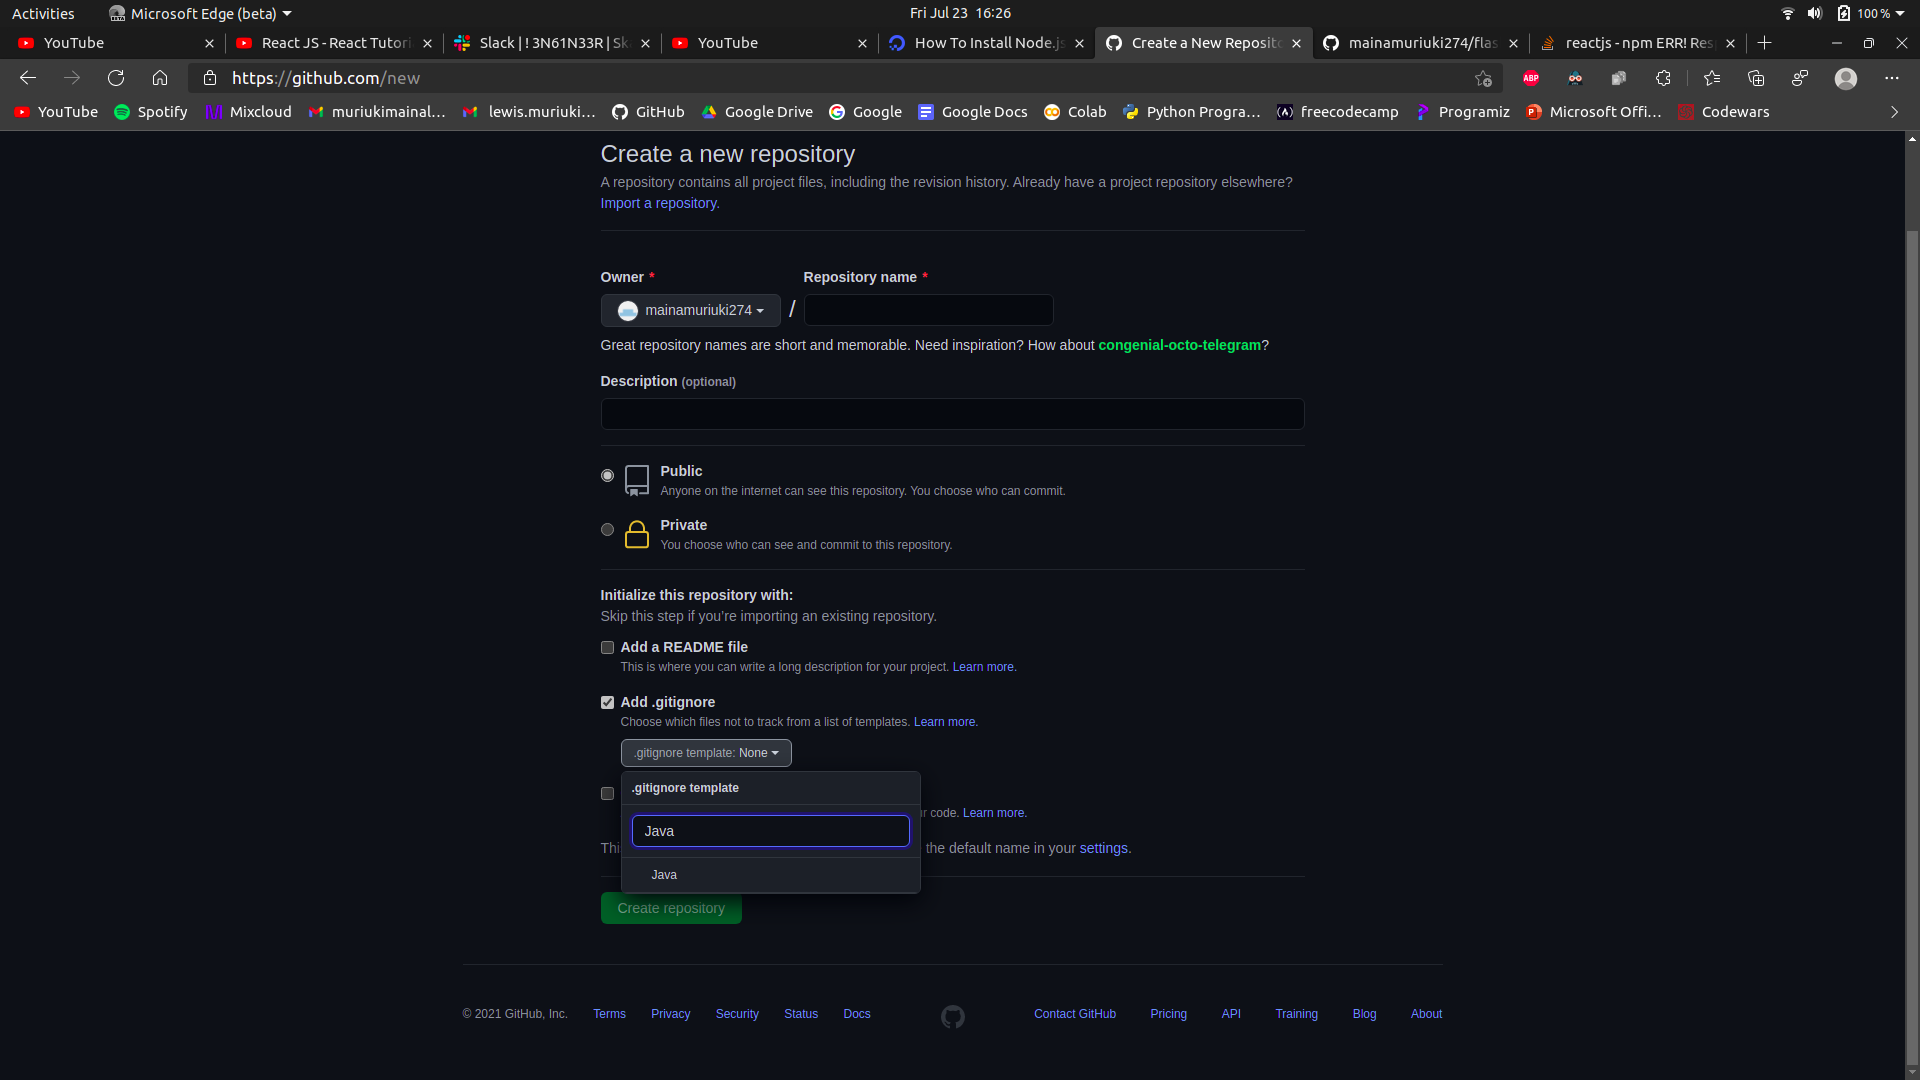 Activities
Microsoft Edge (beta)
Fri Jul 23 16:26
100 %
YouTube
React JS - React Tutori
Slack | ! 3N61N33R | Sk
YouTube
How To Install Node.js
Create a New Reposito
mainamuriuki274/flas
reactjs - npm ERR! Res
https://github.com/new
ABP
YouTube
Spotify
Mixcloud
muriukimainal...
lewis.muriuki...
GitHub
Google Drive
Google
Google Docs
Colab
Python Progra...
freecodecamp
Programiz
Microsoft Offi...
Codewars
Create a new repository
A repository contains all project files, including the revision history. Already have a project repository elsewhere?
Import a repository.
Owner *
Repository name *
mainamuriuki274
/
Great repository names are short and memorable. Need inspiration? How about congenial-octo-telegram?
Description (optional)
Public
Anyone on the internet can see this repository. You choose who can commit.
Private
You choose who can see and commit to this repository.
Initialize this repository with:
Skip this step if you’re importing an existing repository.
Add a README file
This is where you can write a long description for your project. Learn more.
Add .gitignore
Choose which files not to track from a list of templates. Learn more.
.gitignore template: None
.gitignore template
r code. Learn more.
Java
Thi
the default name in your settings.
Java
Create repository
© 2021 GitHub, Inc.
Terms
Privacy
Security
Status
Docs
Contact GitHub
Pricing
API
Training
Blog
About